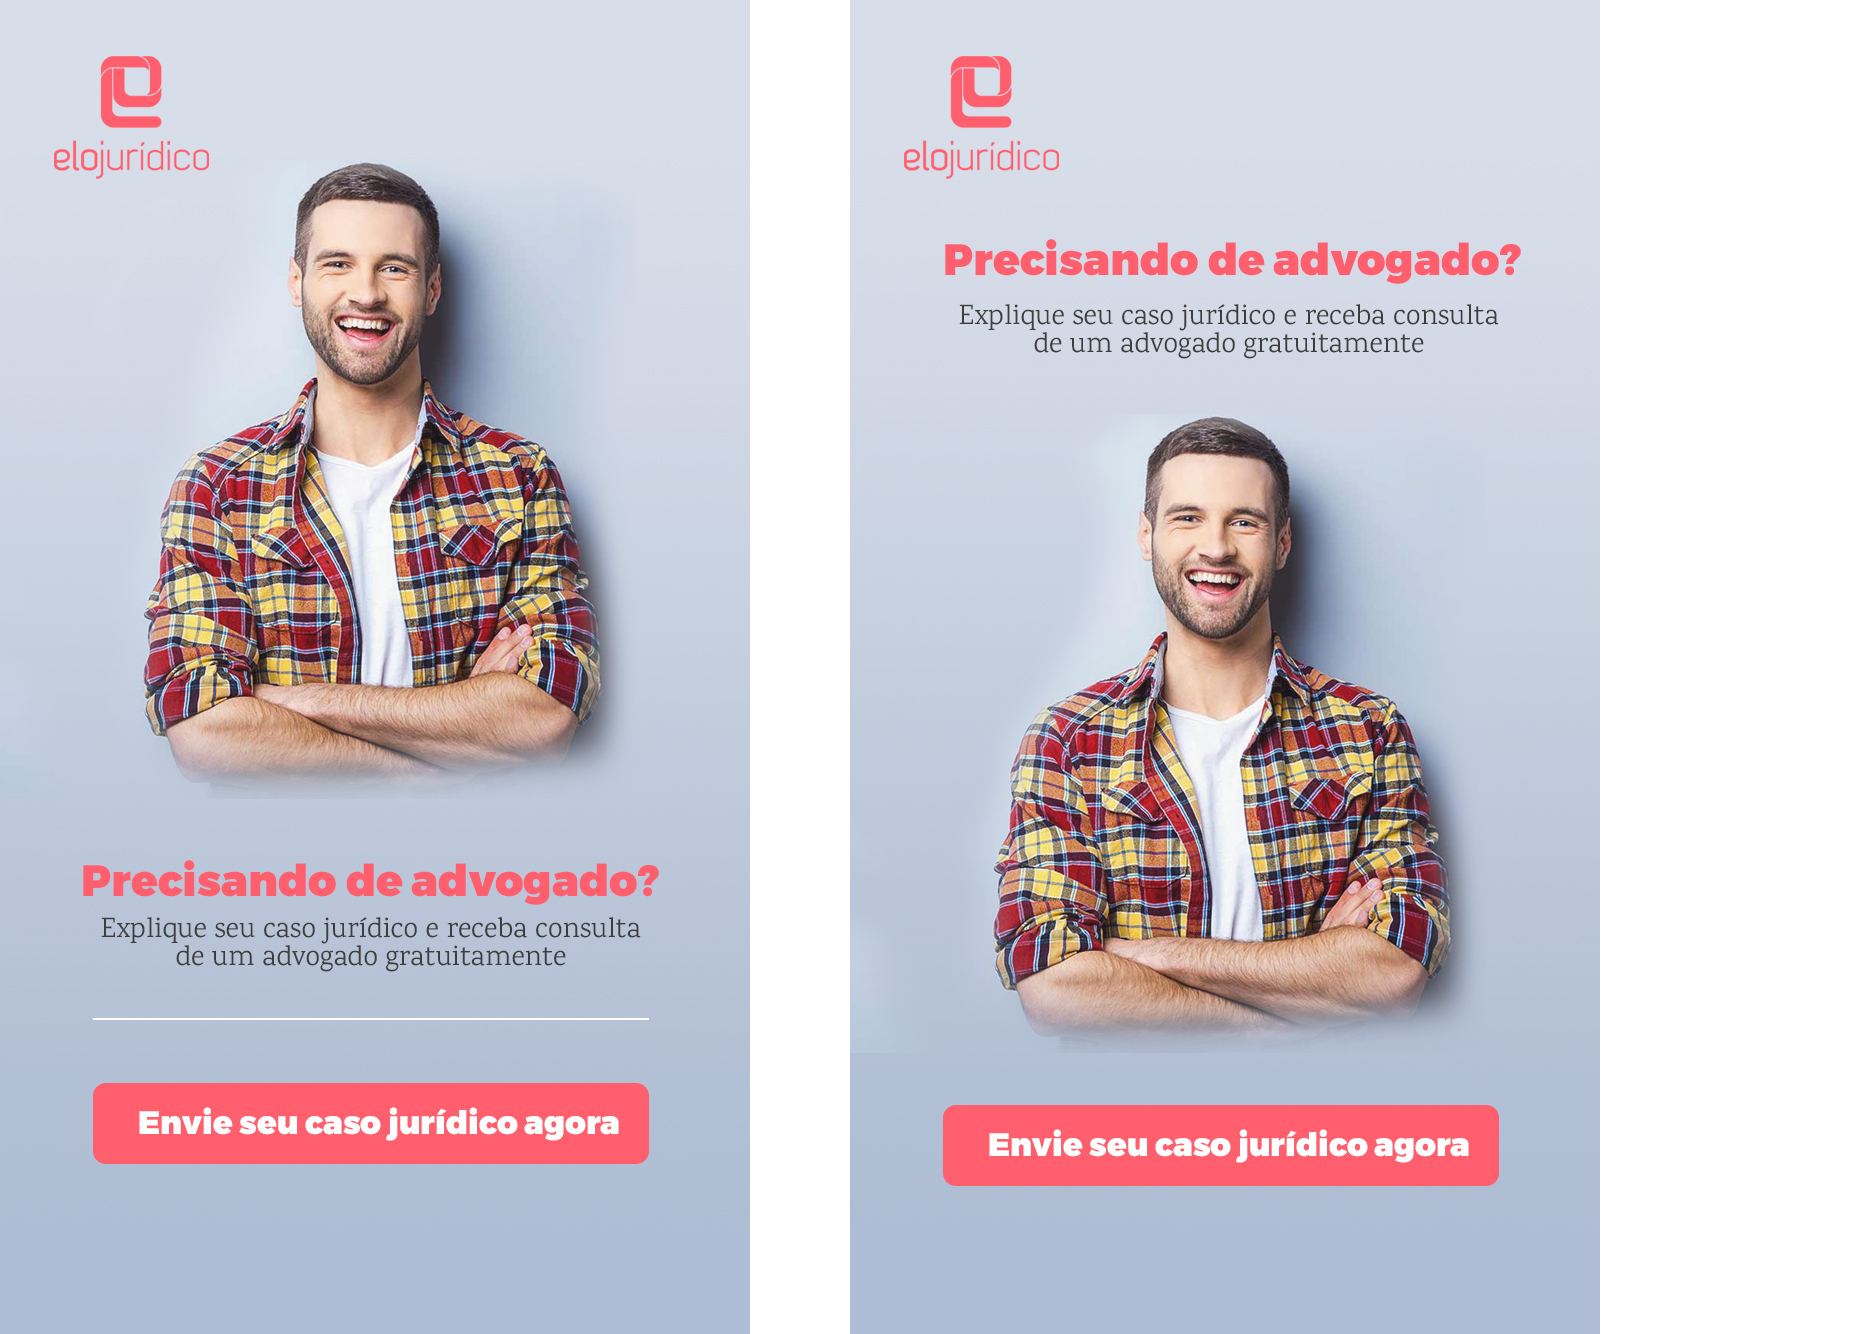 elojurídico
Precisando de advogado?
Explique seu caso jurídico e receba consulta
de um advogado gratuitamente
Envie seu caso jurídico agora
elojurídico
Precisando de advogado?
Explique seu caso jurídico e receba consulta
de um advogado gratuitamente
Envie seu caso jurídico agora